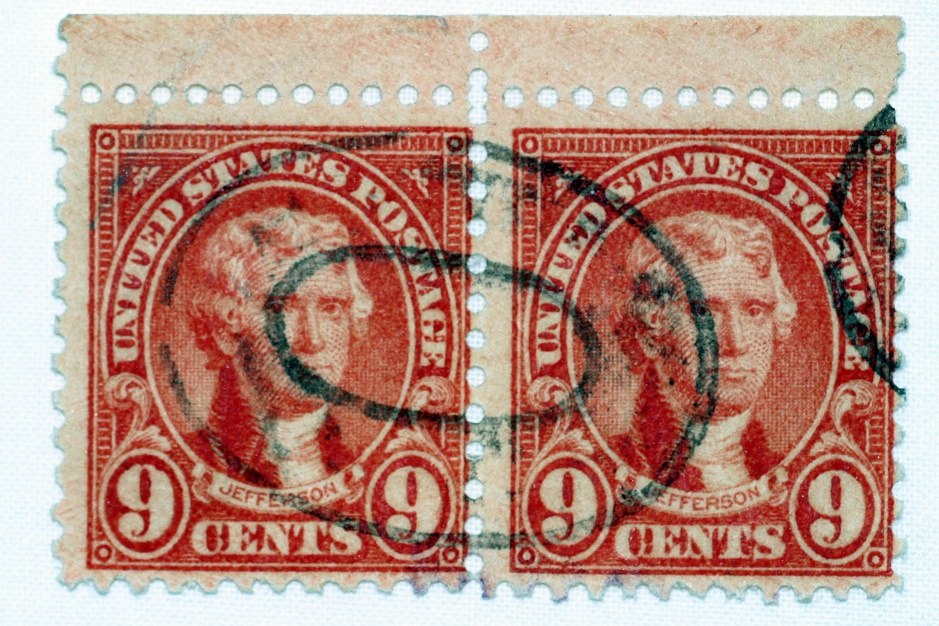 UNITED STATES POSTAGE
JEFFERSON
9 CENTS 9
UNITED STATES POSTAGE
JEFFERSON
9 CENTS 9